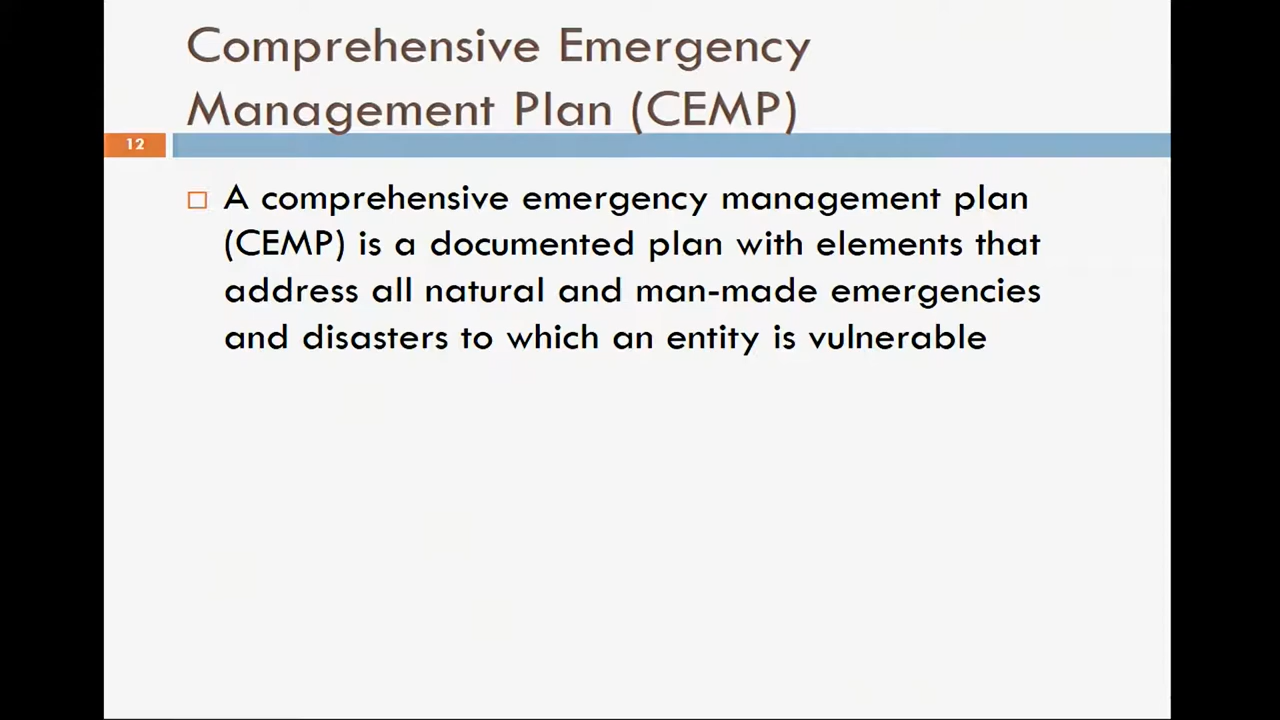 Comprehensive Emergency
Management Plan (CEMP)
12
A comprehensive emergency management plan
(CEMP) is a documented plan with elements that
address all natural and man-made emergencies
and disasters to which an entity is vulnerable